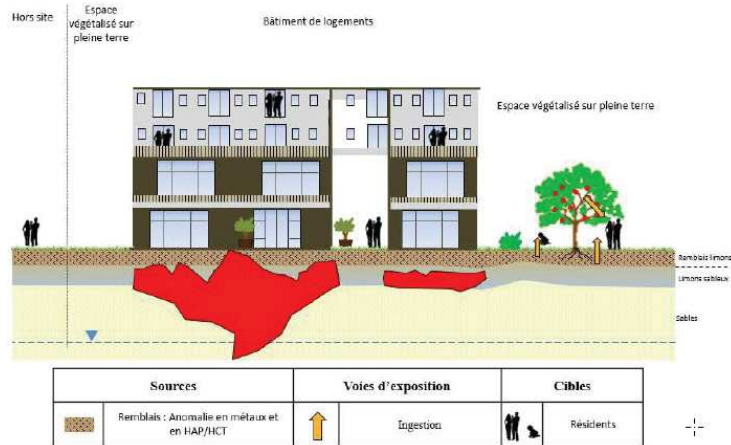 Hors site
Espace
végétalisé sur
pleine terre
Bâtiment de logements
Espace végétalisé sur pleine terre
Remblais limons
Limons sableux
Sables
Sources
Voies d'exposition
Cibles
Remblais : Anomalie en métaux et
en HAP/HCT
Ingestion
Résidents